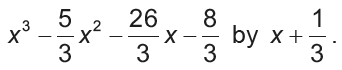 x³ − 5/3 x² − 26/3 x − 8/3 by x + 1/3 .